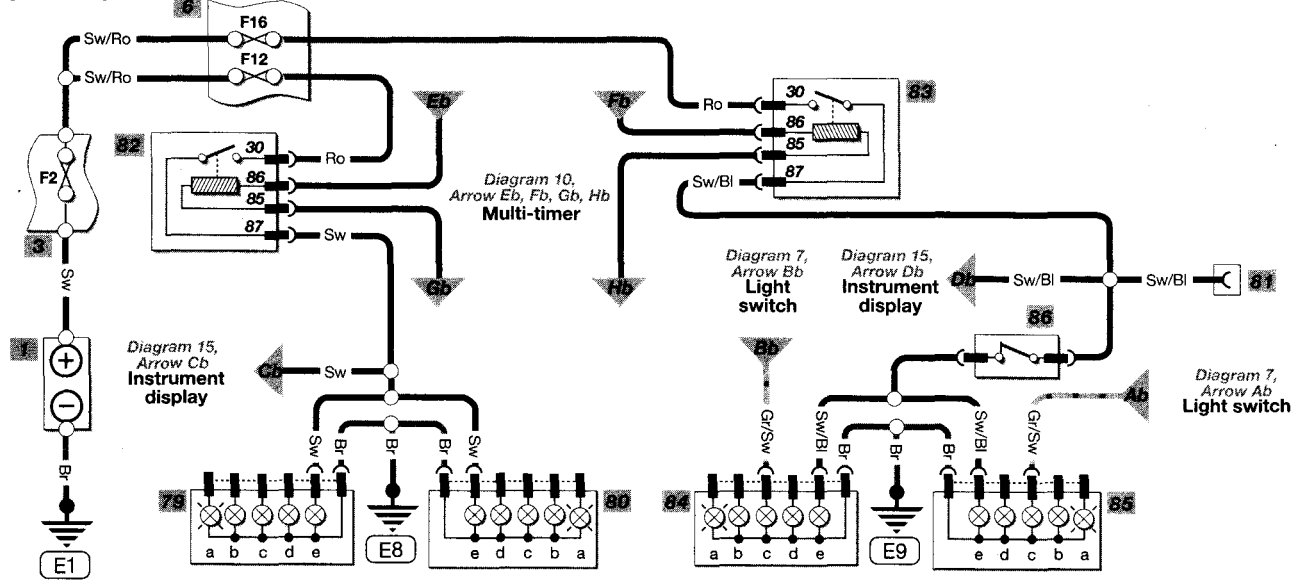 6
F16
Sw/Ro
F12
Sw/Ro
Eb
Fb
83
30
Ro
86
85
87
Sw/Bl
82
30
Ro
86
85
87
Sw
F2
3
Diagram 10,
Arrow Eb, Fb, Gb, Hb
Multi-timer
Gb
Hb
Diagram 7,
Arrow Bb
Light
switch
Diagram 15,
Arrow Db
Instrument
display
Db
Sw/Bl
Sw/Bl
81
86
Sw
1
Diagram 15,
Arrow Cb
Instrument
display
Cb
Sw
Bb
Diagram 7,
Arrow Ab
Light switch
Ab
Sw
Br
Br
Br
Sw
Gr/Sw
Sw/Bl
Br
Br
Br
Sw/Bl
Gr/Sw
Br
79
80
84
85
a b c d e
E8
e d c b a
a b c d e
E9
e d c b a
E1